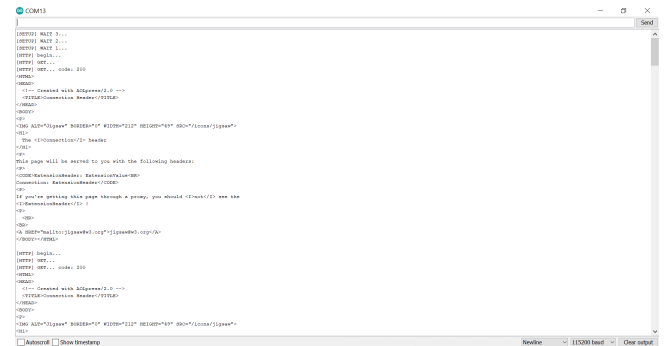 COM13
Send
[SETUP] WAIT 3...
[SETUP] WAIT 2...
[SETUP] WAIT 1...
[HTTP] begin...
[HTTP] GET...
[HTTP] GET... code: 200
<HTML>
<HEAD>
<!-- Created with AOLpress/2.0 -->
<TITLE>Connection Header</TITLE>
</HEAD>
<BODY>
<P>
<IMG ALT="Jigsaw" BORDER="0" WIDTH="212" HEIGHT="49" SRC="/icons/jigsaw">
<H1>
The <I>Connection</I> header
</H1>
<P>
This page will be served to you with the following headers:
<P>
<CODE>ExtensionHeader: ExtensionValue<BR>
Connection: ExtensionHeader</CODE>
<P>
If you're getting this page through a proxy, you should <I>not</I> see the
<I>ExtensionHeader</I> !
<P>
<HR>
<BR>
<A HREF="mailto:jigsaw@w3.org">jigsaw@w3.org</A>
</BODY></HTML>
[HTTP] begin...
[HTTP] GET...
[HTTP] GET... code: 200
<HTML>
<HEAD>
<!-- Created with AOLpress/2.0 -->
<TITLE>Connection Header</TITLE>
</HEAD>
<BODY>
<P>
<IMG ALT="Jigsaw" BORDER="0" WIDTH="212" HEIGHT="49" SRC="/icons/jigsaw">
<H1>
Autoscroll Show timestamp Newline 115200 baud Clear output